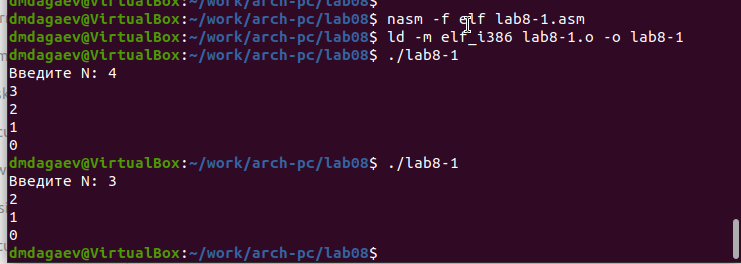 dmdagaev@VirtualBox:~/work/arch-pc/lab08$ nasm -f elf lab8-1.asm
dmdagaev@VirtualBox:~/work/arch-pc/lab08$ ld -m elf_i386 lab8-1.o -o lab8-1
dmdagaev@VirtualBox:~/work/arch-pc/lab08$ ./lab8-1
Введите N: 4
3
2
1
0
dmdagaev@VirtualBox:~/work/arch-pc/lab08$ ./lab8-1
Введите N: 3
2
1
0
dmdagaev@VirtualBox:~/work/arch-pc/lab08$